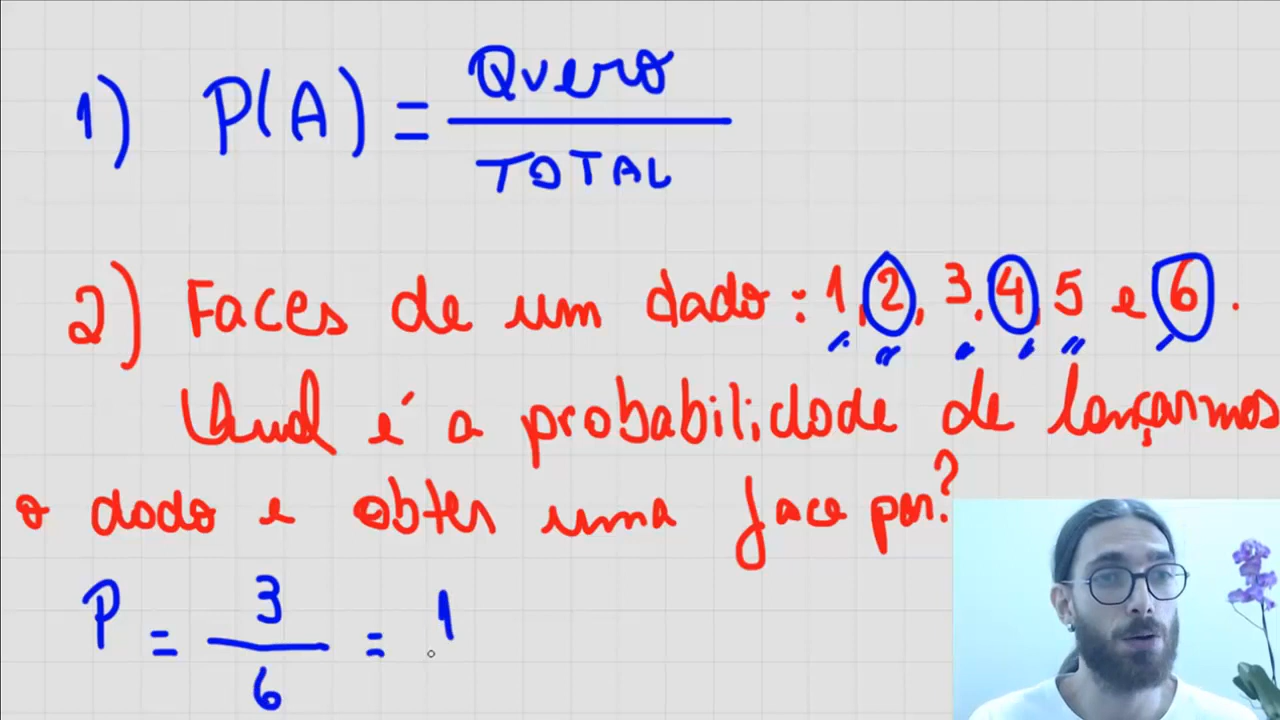 1) P(A) = Quero / TOTAL
2) Faces de um dado: 1, 2, 3, 4, 5 e 6.
Qual é a probabilidade de lançarmos
o dado e obter uma face par?
P = 3 / 6 = 1